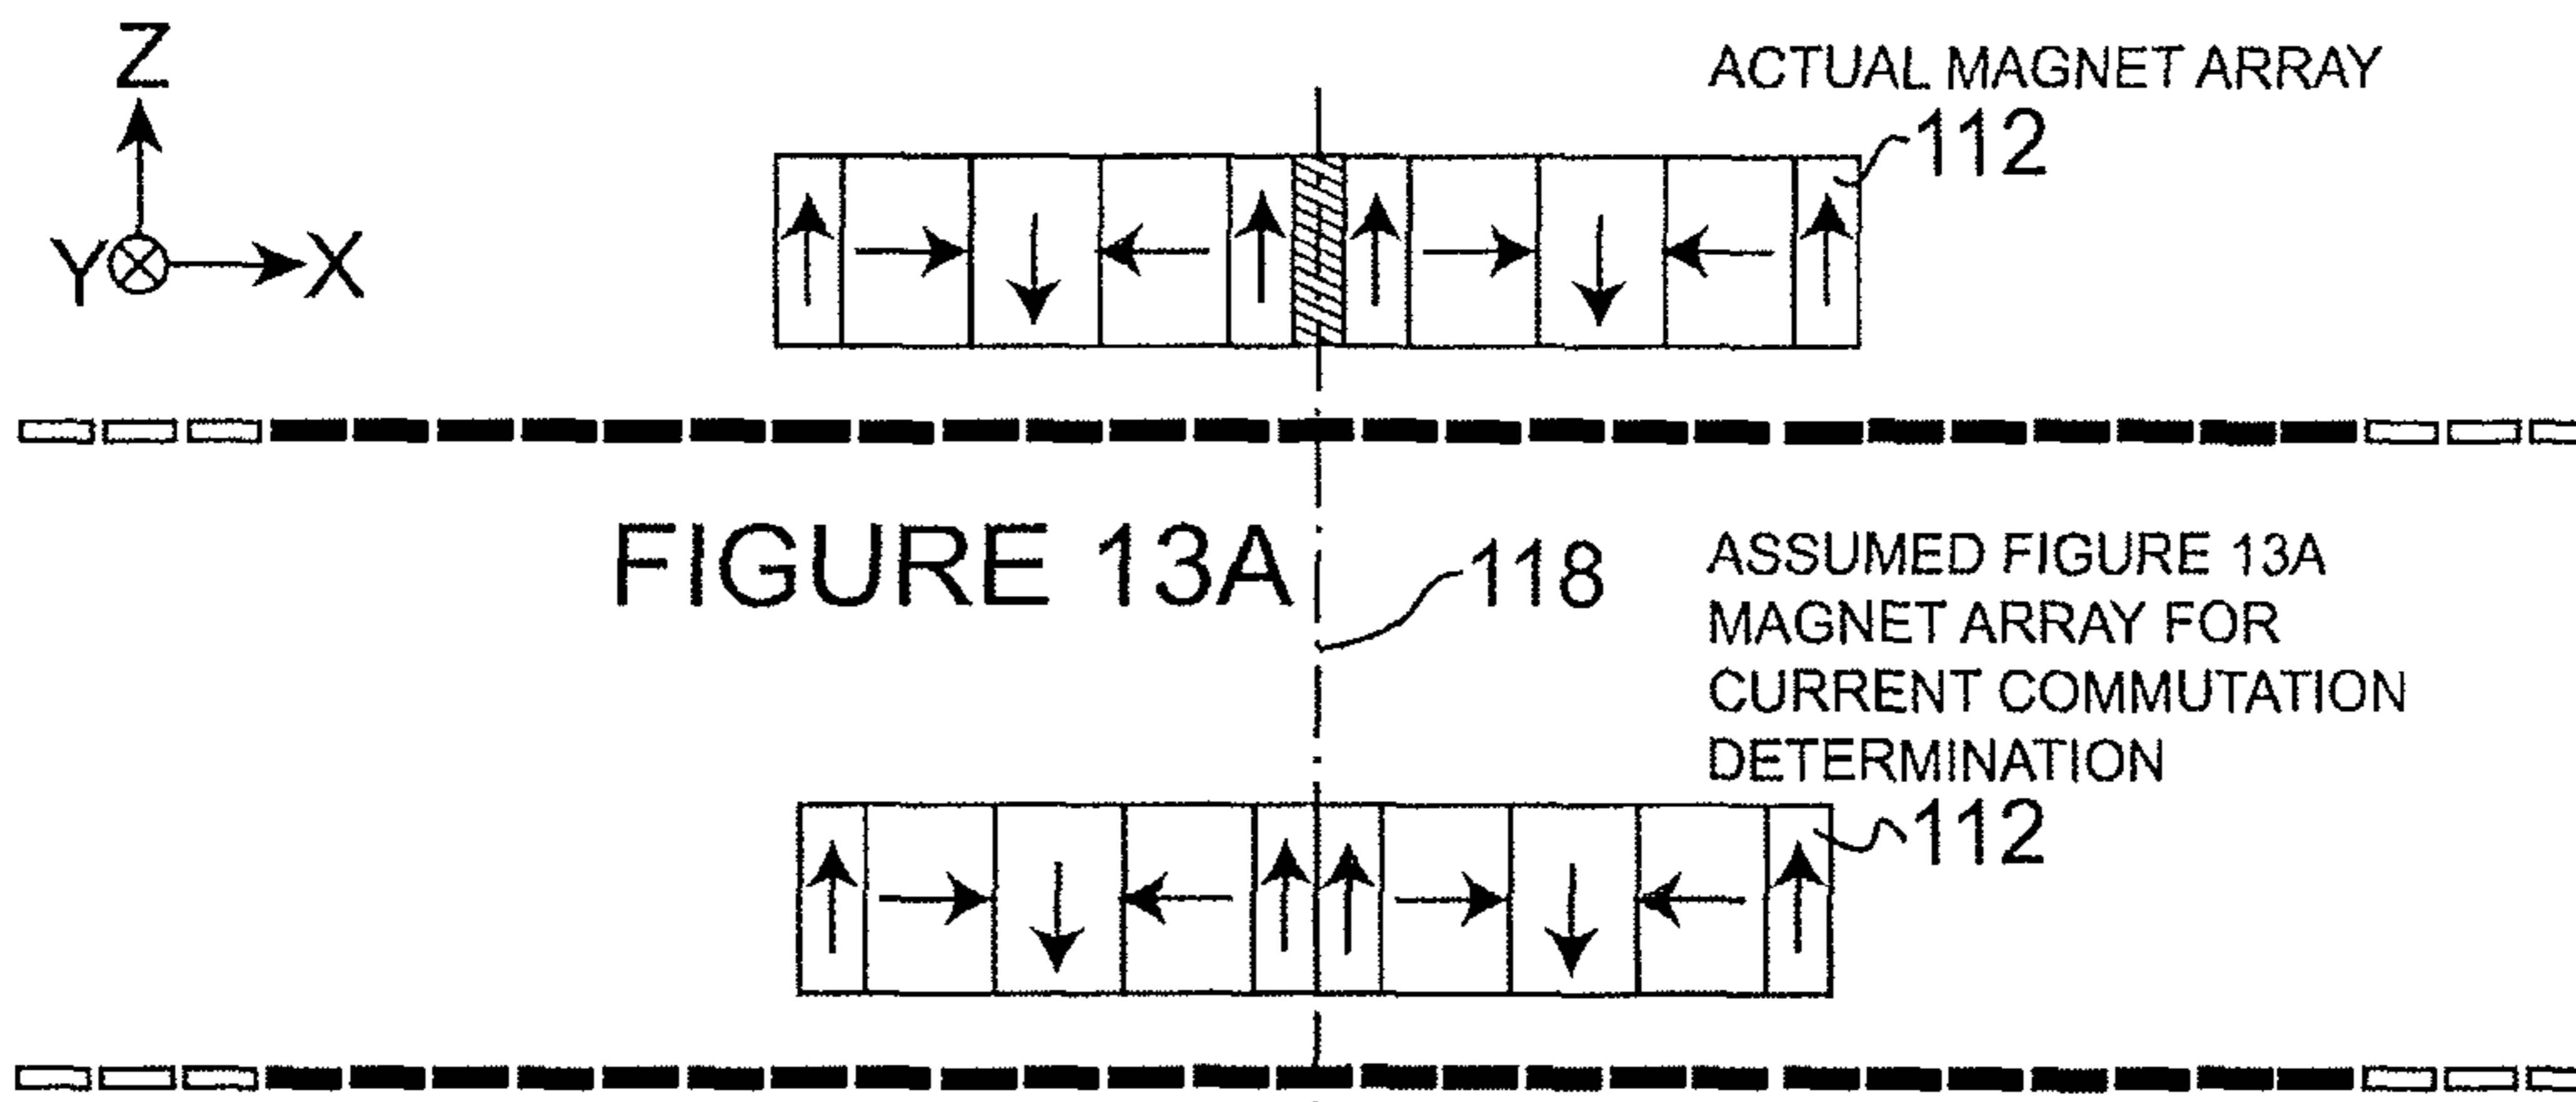 Z
Y X
ACTUAL MAGNET ARRAY
112
FIGURE 13A
118
ASSUMED FIGURE 13A
MAGNET ARRAY FOR
CURRENT COMMUTATION
DETERMINATION
112